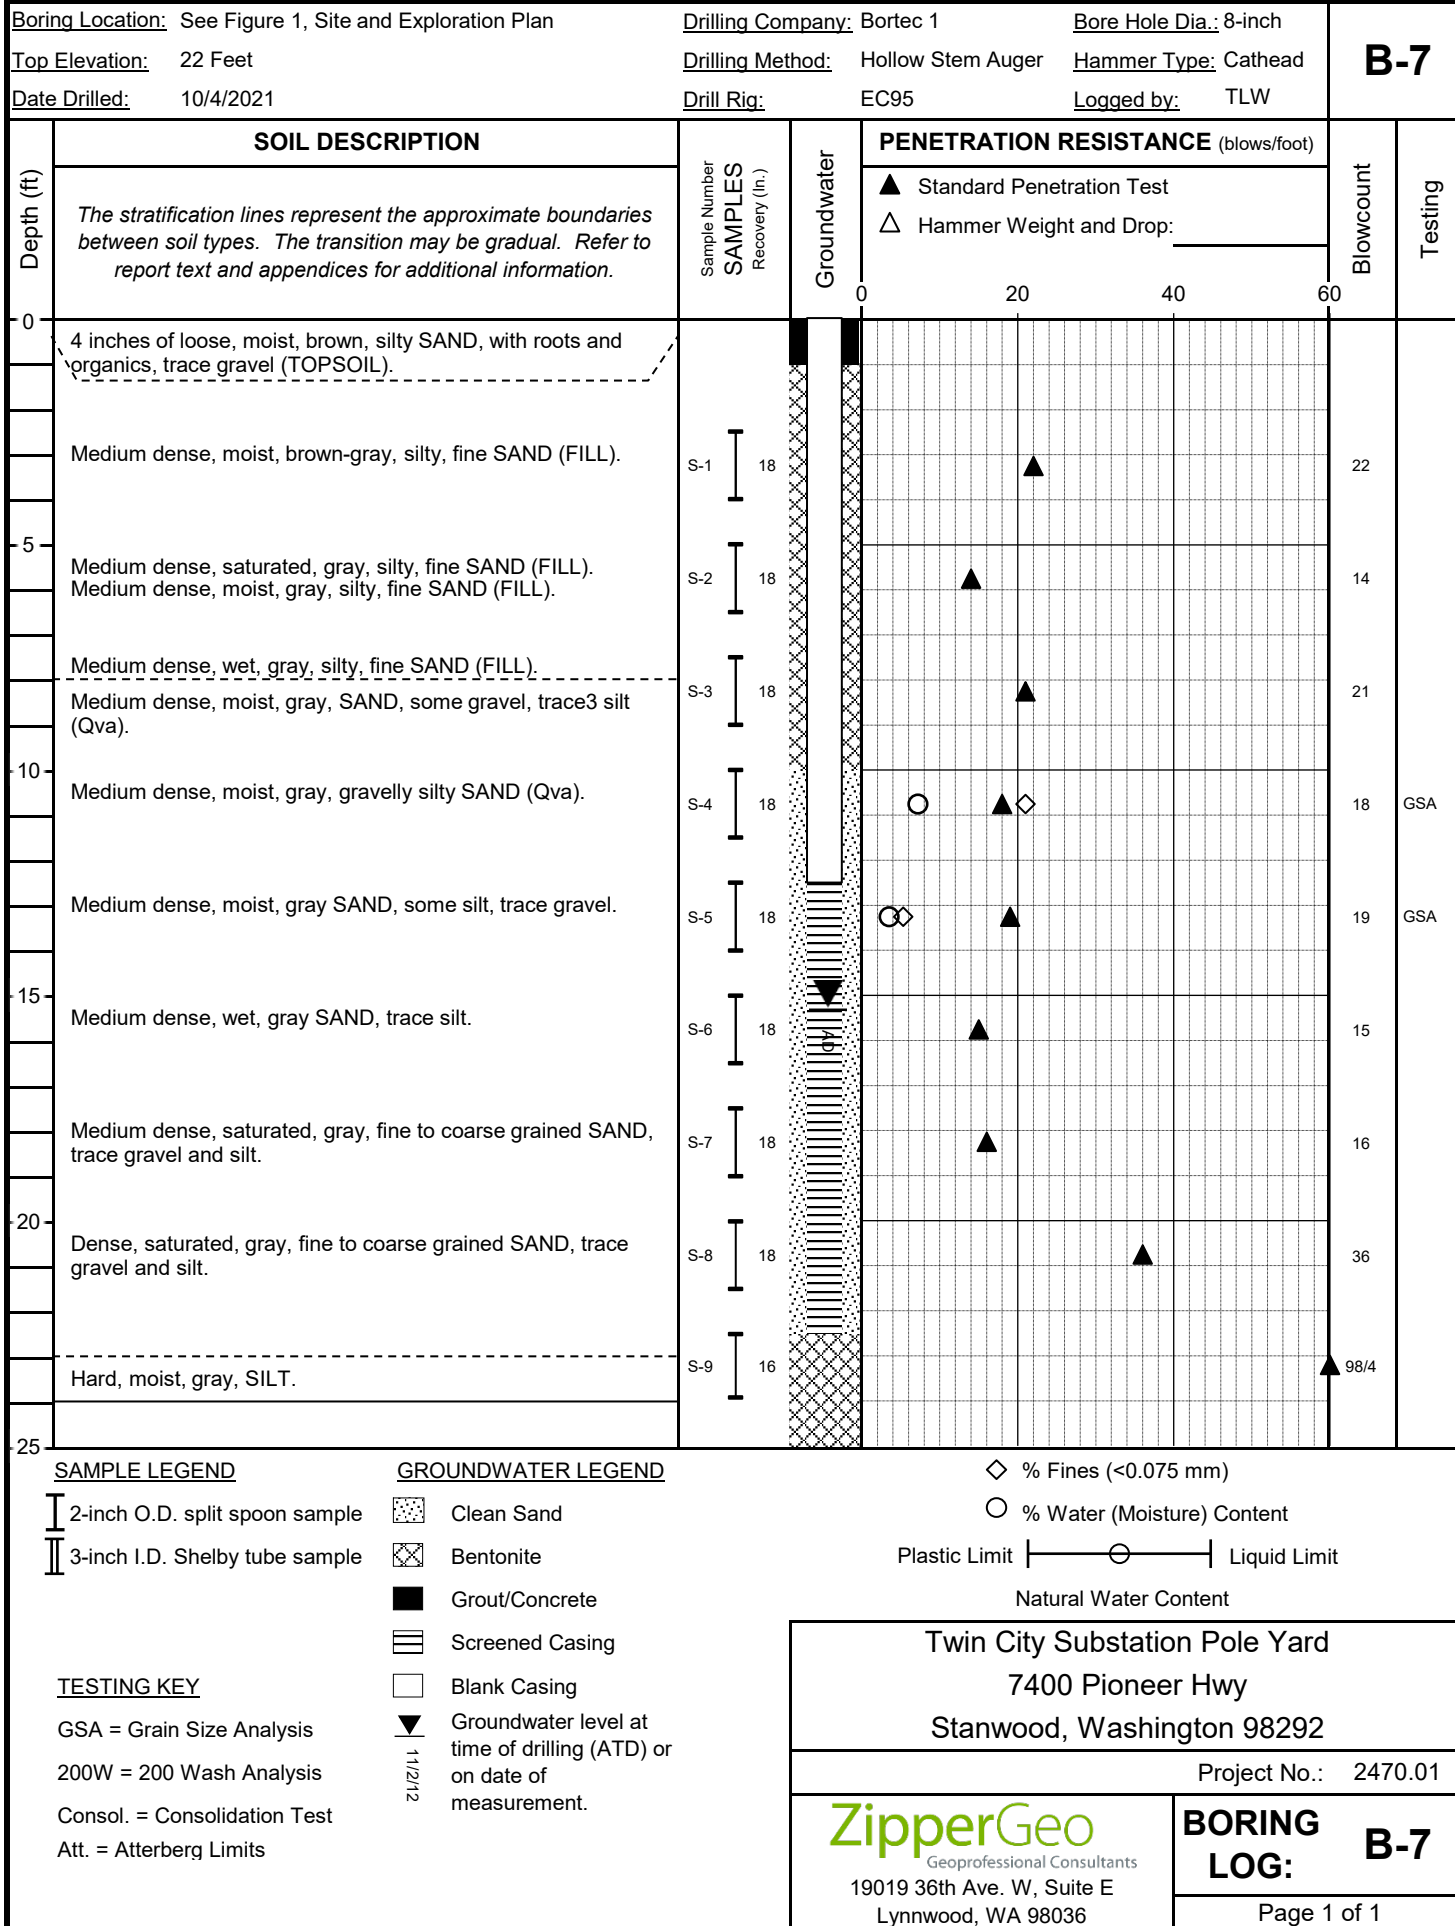 Boring Location: See Figure 1, Site and Exploration Plan Drilling Company: Bortec 1 Bore Hole Dia.: 8-inch
Top Elevation: 22 Feet Drilling Method: Hollow Stem Auger Hammer Type: Cathead
B-7
Date Drilled: 10/4/2021 Drill Rig: EC95 Logged by: TLW
Depth (ft)
SOIL DESCRIPTION
The stratification lines represent the approximate boundaries
between soil types. The transition may be gradual. Refer to
report text and appendices for additional information.
Sample Number
SAMPLES
Recovery (In.)
Groundwater
PENETRATION RESISTANCE (blows/foot)
▲ Standard Penetration Test
△ Hammer Weight and Drop:
0 20 40 60
Blowcount
Testing
0
4 inches of loose, moist, brown, silty SAND, with roots and
organics, trace gravel (TOPSOIL).
Medium dense, moist, brown-gray, silty, fine SAND (FILL).
S-1 18 22
5
Medium dense, saturated, gray, silty, fine SAND (FILL).
Medium dense, moist, gray, silty, fine SAND (FILL).
S-2 18 14
Medium dense, wet, gray, silty, fine SAND (FILL).
Medium dense, moist, gray, SAND, some gravel, trace3 silt
(Qva).
S-3 18 21
10
Medium dense, moist, gray, gravelly silty SAND (Qva).
S-4 18 18 GSA
Medium dense, moist, gray SAND, some silt, trace gravel.
S-5 18 19 GSA
15
Medium dense, wet, gray SAND, trace silt.
S-6 18 AD 15
Medium dense, saturated, gray, fine to coarse grained SAND,
trace gravel and silt.
S-7 18 16
20
Dense, saturated, gray, fine to coarse grained SAND, trace
gravel and silt.
S-8 18 36
Hard, moist, gray, SILT.
S-9 16 98/4
25
SAMPLE LEGEND
2-inch O.D. split spoon sample
3-inch I.D. Shelby tube sample
TESTING KEY
GSA = Grain Size Analysis
200W = 200 Wash Analysis
Consol. = Consolidation Test
Att. = Atterberg Limits
GROUNDWATER LEGEND
Clean Sand
Bentonite
Grout/Concrete
Screened Casing
Blank Casing
Groundwater level at
time of drilling (ATD) or
on date of
measurement.
11/2/12
◇ % Fines (<0.075 mm)
○ % Water (Moisture) Content
Plastic Limit Liquid Limit
Natural Water Content
Twin City Substation Pole Yard
7400 Pioneer Hwy
Stanwood, Washington 98292
Project No.: 2470.01
ZipperGeo
Geoprofessional Consultants
19019 36th Ave. W, Suite E
Lynnwood, WA 98036
BORING
LOG:
B-7
Page 1 of 1